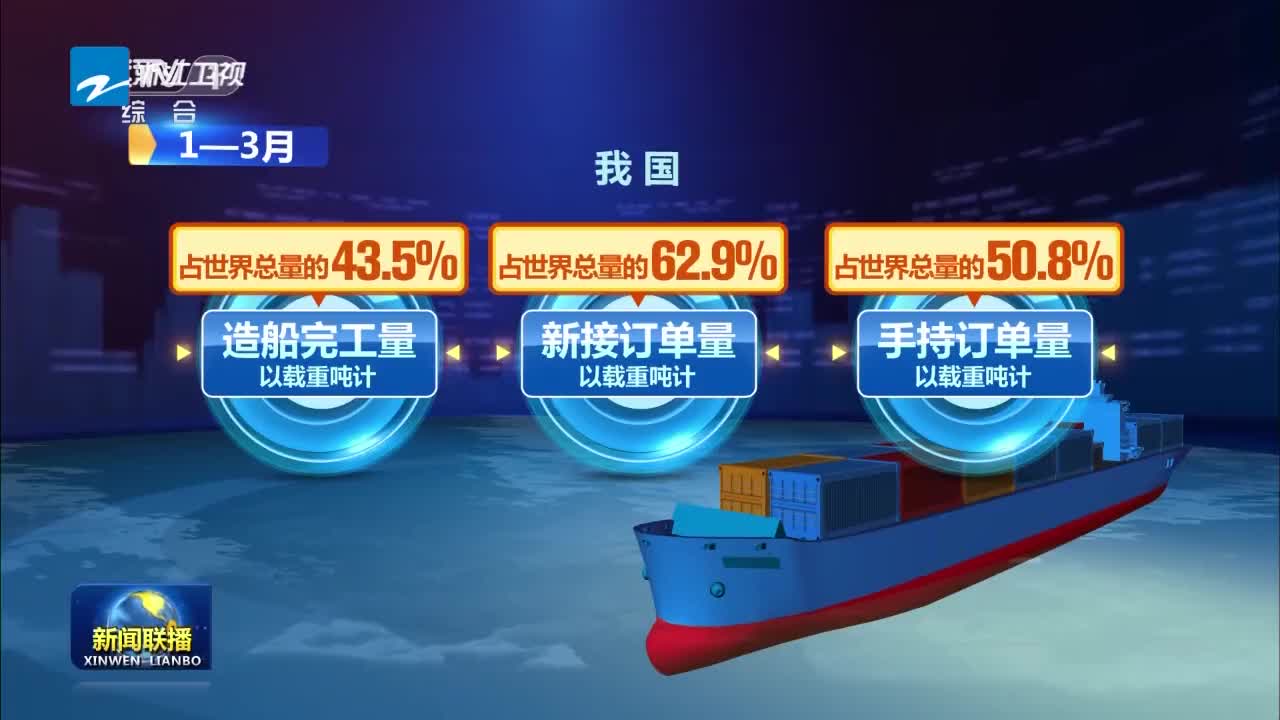 卫视
综合
1—3月
我国
占世界总量的43.5%
占世界总量的62.9%
占世界总量的50.8%
造船完工量
以载重吨计
新接订单量
以载重吨计
手持订单量
以载重吨计
新闻联播
XINWEN LIANBO